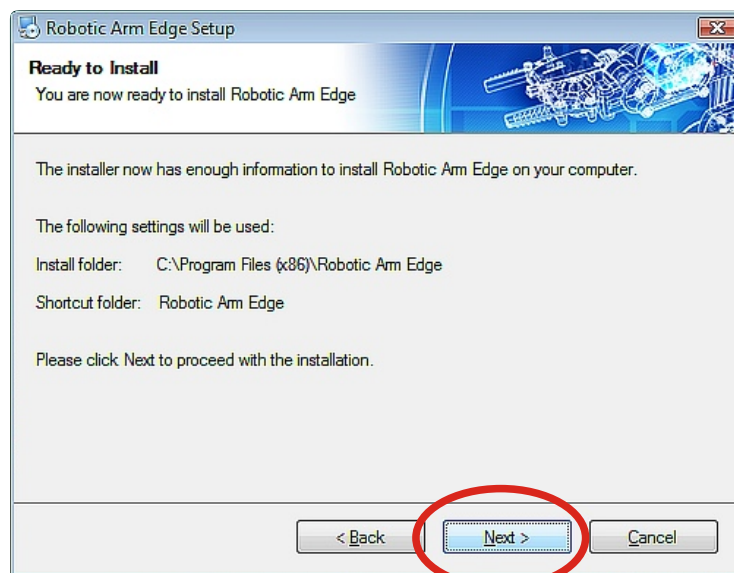 Robotic Arm Edge Setup
Ready to Install
You are now ready to install Robotic Arm Edge
The installer now has enough information to install Robotic Arm Edge on your computer.
The following settings will be used:
Install folder: C:\Program Files (x86)\Robotic Arm Edge
Shortcut folder: Robotic Arm Edge
Please click Next to proceed with the installation.
< Back Next > Cancel